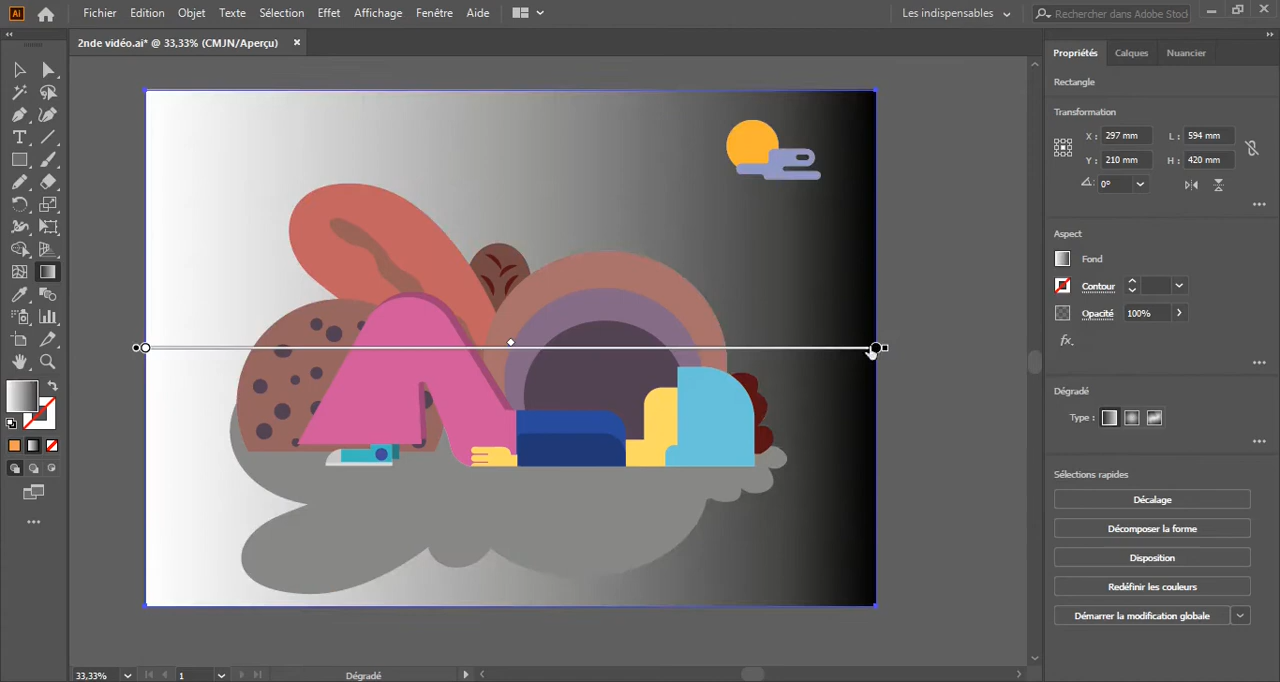 Ai Fichier Edition Objet Texte Sélection Effet Affichage Fenêtre Aide Les indispensables Rechercher dans Adobe Stock
2nde vidéo.ai* @ 33,33% (CMJN/Aperçu) ×
Propriétés Calques Nuancier
Rectangle
Transformation
X : 297 mm L : 594 mm
Y : 210 mm H : 420 mm
0°
Aspect
Fond
Contour
Opacité 100%
fx.
Dégradé
Type :
Sélections rapides
Décalage
Décomposer la forme
Disposition
Redéfinir les couleurs
Démarrer la modification globale
33,33% 1 Dégradé